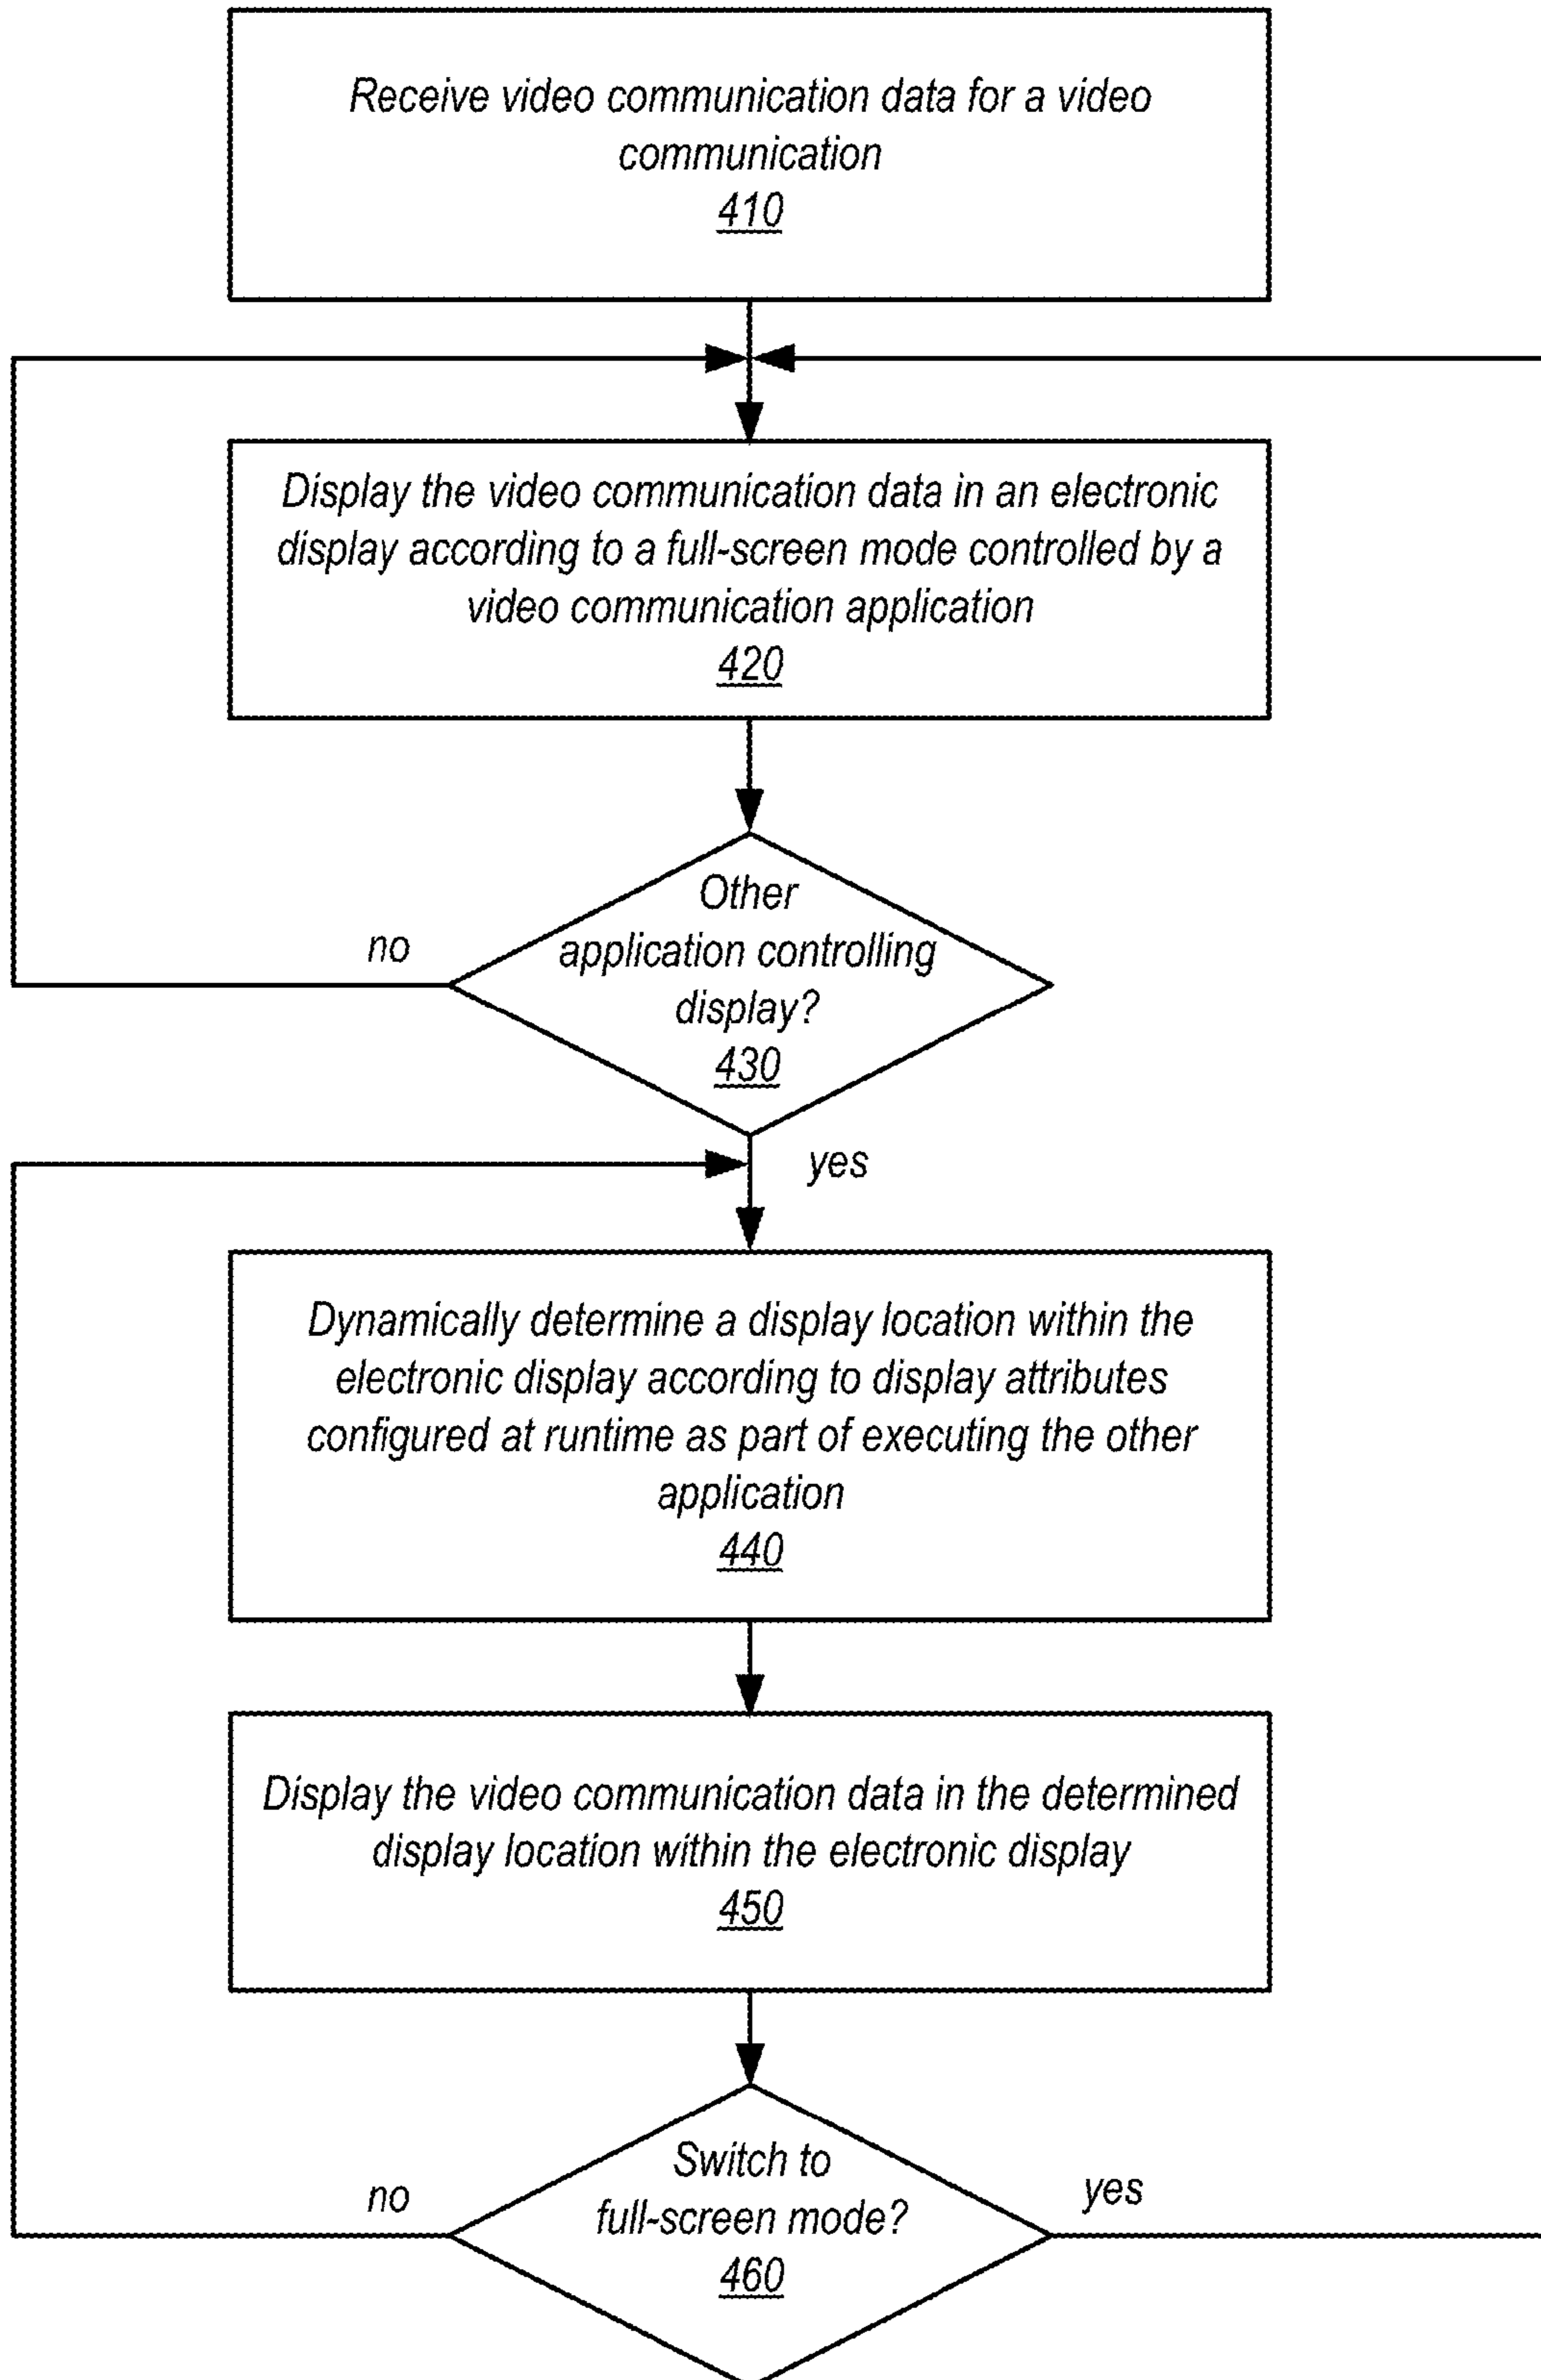 Receive video communication data for a video
communication
410
Display the video communication data in an electronic
display according to a full-screen mode controlled by a
video communication application
420
Other
application controlling
display?
430
no
yes
Dynamically determine a display location within the
electronic display according to display attributes
configured at runtime as part of executing the other
application
440
Display the video communication data in the determined
display location within the electronic display
450
Switch to
full-screen mode?
460
no
yes